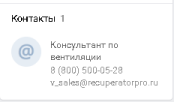 Контакты 1
@
Консультант по
вентиляции
8 (800) 500-05-28
v_sales@recuperatorpro.ru